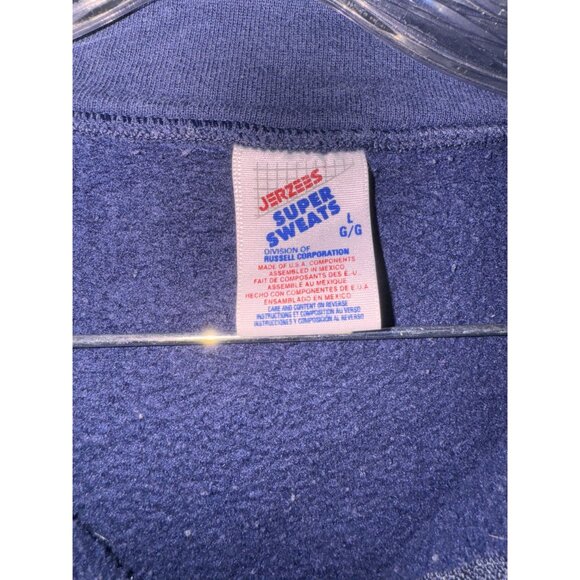 JERZEES
SUPER
SWEATS
L
G/G
DIVISION OF
RUSSELL CORPORATION
MADE OF U.S.A. COMPONENTS
ASSEMBLED IN MEXICO
FAIT DE COMPOSANTS DES E.-U.
ASSEMBLE AU MEXIQUE
HECHO CON COMPONENTES DE E.U.A
ENSAMBLADO EN MEXICO
CARE AND CONTENT ON REVERSE
INSTRUCTIONS ET COMPOSITION AU VERSO
INSTRUCCIONES Y COMPOSICIÓN AL REVERSO